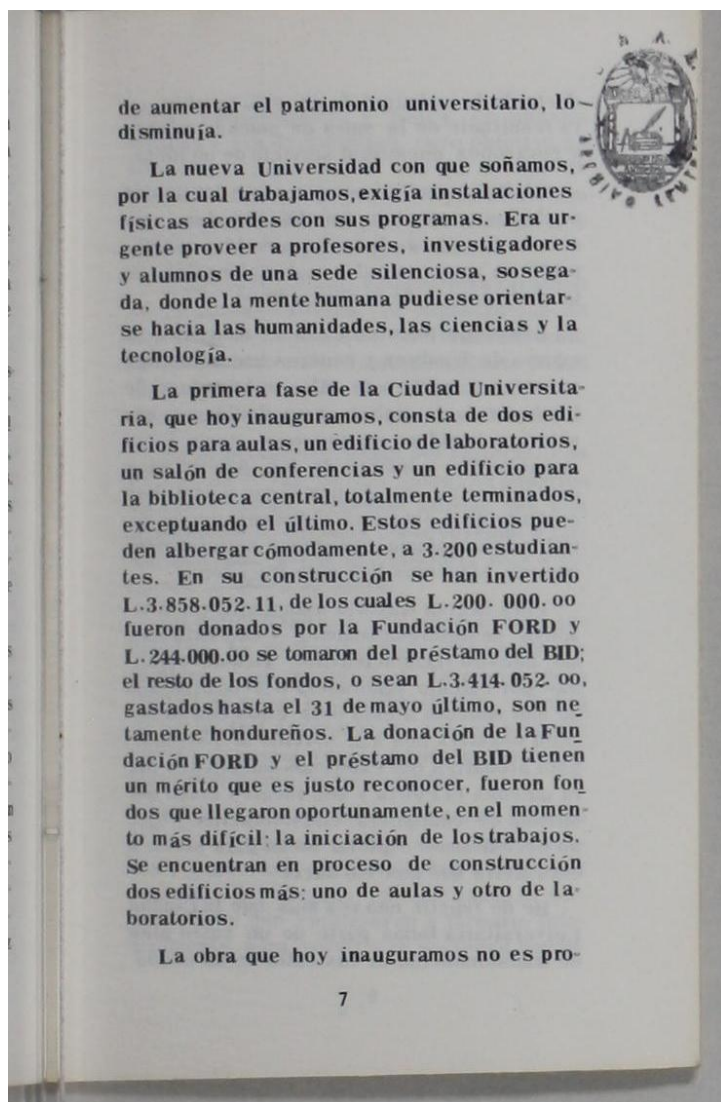 de aumentar el patrimonio universitario, lo
disminuía.
La nueva Universidad con que soñamos,
por la cual trabajamos, exigía instalaciones
físicas acordes con sus programas. Era ur-
gente proveer a profesores, investigadores
y alumnos de una sede silenciosa, sosega-
da, donde la mente humana pudiese orientar-
se hacia las humanidades, las ciencias y la
tecnología.
La primera fase de la Ciudad Universita-
ria, que hoy inauguramos, consta de dos edi-
ficios para aulas, un edificio de laboratorios,
un salón de conferencias y un edificio para
la biblioteca central, totalmente terminados,
exceptuando el último. Estos edificios pue-
den albergar cómodamente, a 3.200 estudian-
tes. En su construcción se han invertido
L.3.858.052.11, de los cuales L.200.000.00
fueron donados por la Fundación FORD y
L.244.000.00 se tomaron del préstamo del BID;
el resto de los fondos, o sean L.3.414.052.00,
gastados hasta el 31 de mayo último, son ne
tamente hondureños. La donación de la Fun
dación FORD y el préstamo del BID tienen
un mérito que es justo reconocer, fueron fon
dos que llegaron oportunamente, en el momen-
to más difícil: la iniciación de los trabajos.
Se encuentran en proceso de construcción
dos edificios más: uno de aulas y otro de la-
boratorios.
La obra que hoy inauguramos no es pro-
7